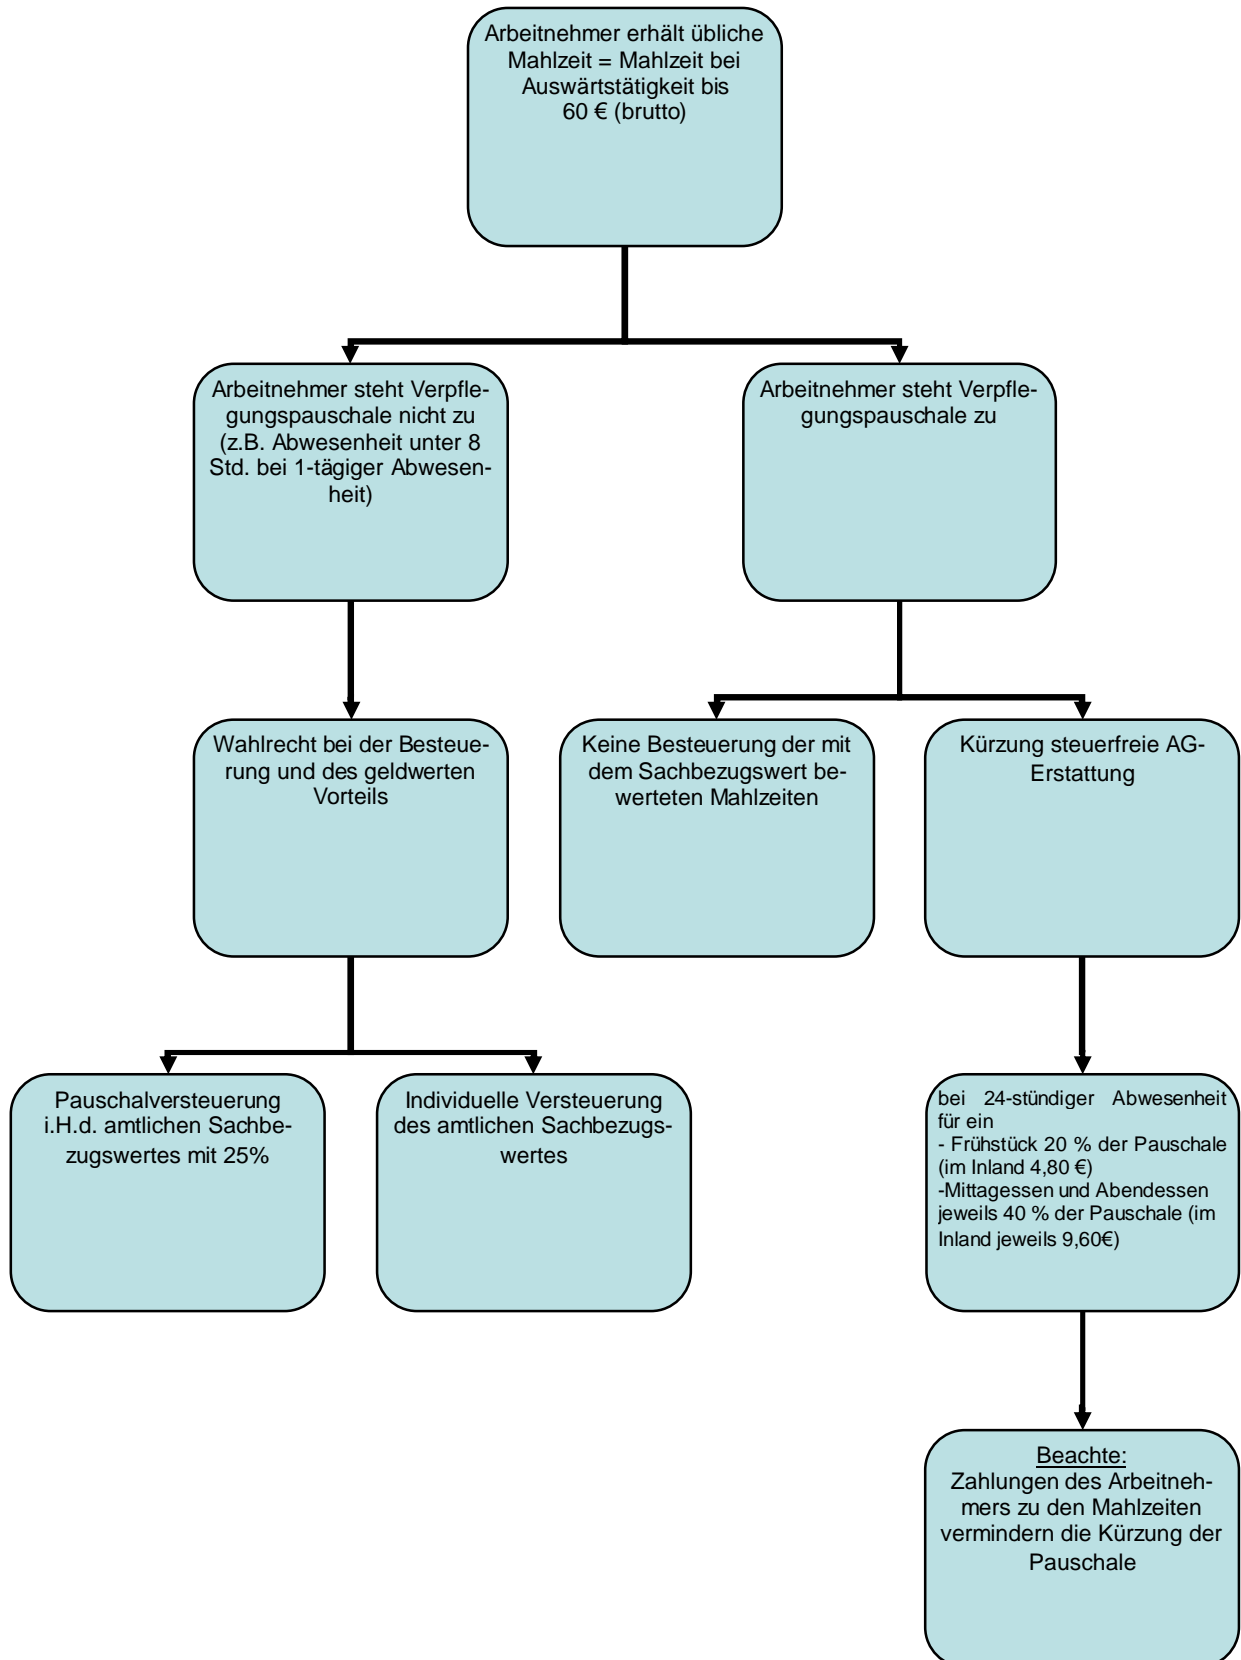 Arbeitnehmer erhält übliche
Mahlzeit = Mahlzeit bei
Auswärtstätigkeit bis
60 € (brutto)
Arbeitnehmer steht Verpfle-
gungspauschale nicht zu
(z.B. Abwesenheit unter 8
Std. bei 1-tägiger Abwesen-
heit)
Arbeitnehmer steht Verpfle-
gungspauschale zu
Wahlrecht bei der Besteue-
rung und des geldwerten
Vorteils
Keine Besteuerung der mit
dem Sachbezugswert be-
werteten Mahlzeiten
Kürzung steuerfreie AG-
Erstattung
Pauschalversteuerung
i.H.d. amtlichen Sachbe-
zugswertes mit 25%
Individuelle Versteuerung
des amtlichen Sachbezugs-
wertes
bei 24-stündiger Abwesenheit
für ein
- Frühstück 20 % der Pauschale
(im Inland 4,80 €)
-Mittagessen und Abendessen
jeweils 40 % der Pauschale (im
Inland jeweils 9,60€)
Beachte:
Zahlungen des Arbeitneh-
mers zu den Mahlzeiten
vermindern die Kürzung der
Pauschale